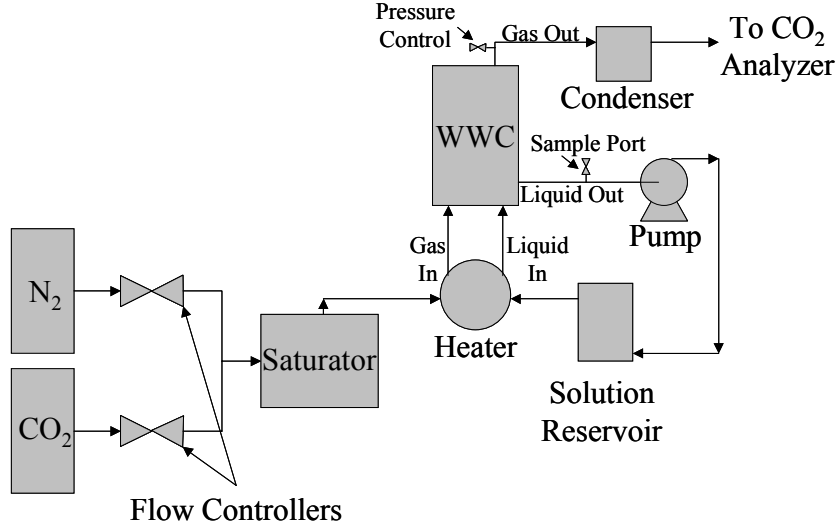 Pressure
Control
Gas Out
To CO₂
Analyzer
Condenser
WWC
Sample Port
Liquid Out
Pump
Gas
In
Liquid
In
N₂
Saturator
Heater
Solution
Reservoir
CO₂
Flow Controllers